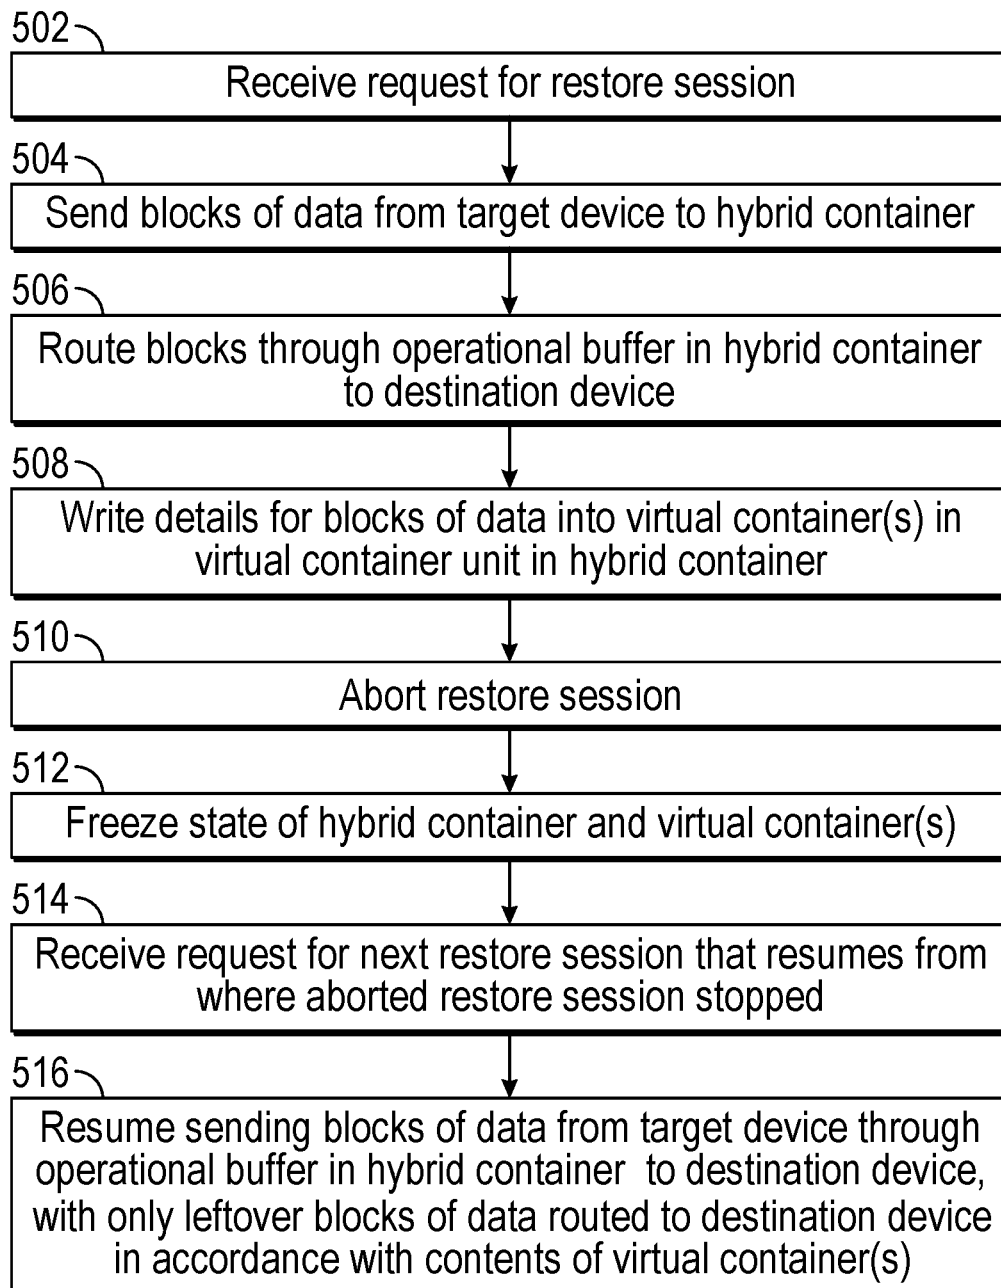 502
Receive request for restore session
504
Send blocks of data from target device to hybrid container
506
Route blocks through operational buffer in hybrid container
to destination device
508
Write details for blocks of data into virtual container(s) in
virtual container unit in hybrid container
510
Abort restore session
512
Freeze state of hybrid container and virtual container(s)
514
Receive request for next restore session that resumes from
where aborted restore session stopped
516
Resume sending blocks of data from target device through
operational buffer in hybrid container to destination device,
with only leftover blocks of data routed to destination device
in accordance with contents of virtual container(s)